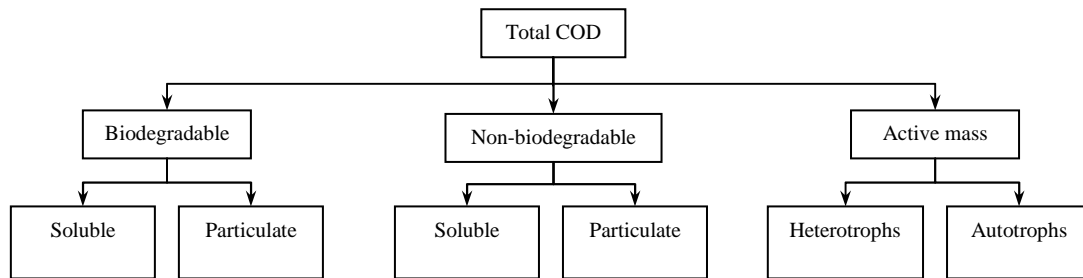 Total COD
Biodegradable
Non-biodegradable
Active mass
Soluble
Particulate
Soluble
Particulate
Heterotrophs
Autotrophs